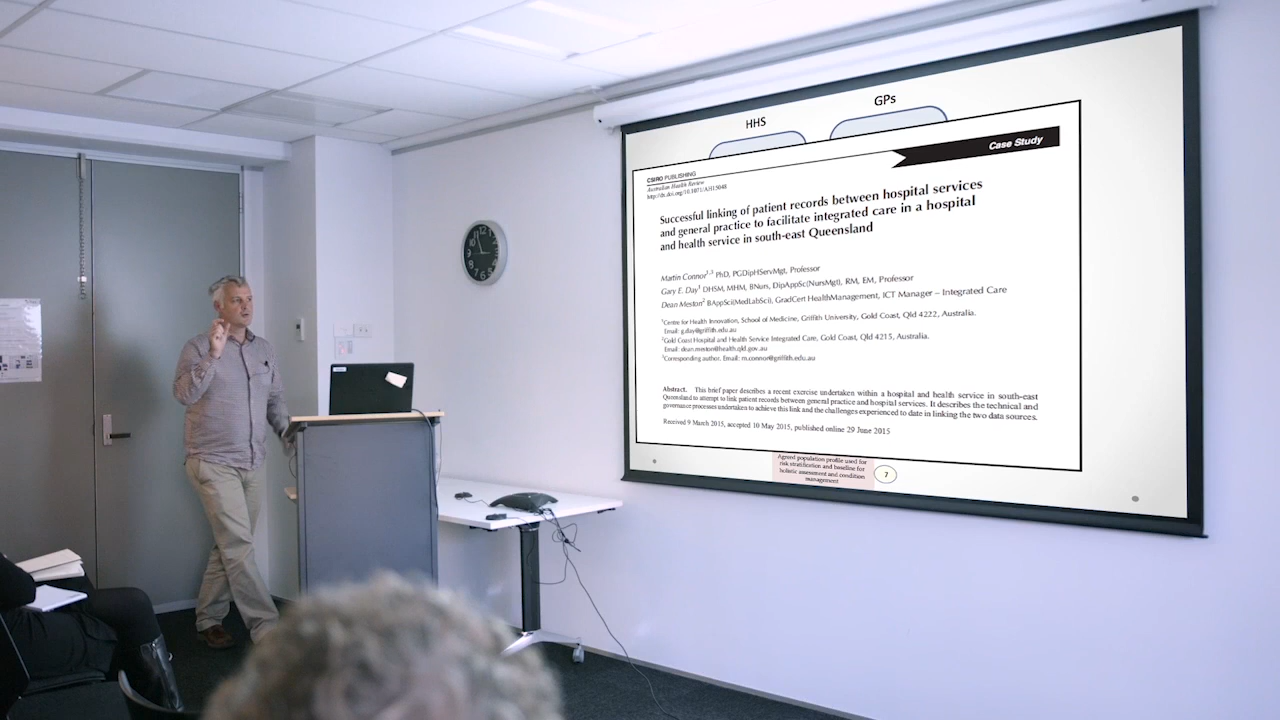 HHS
GPs
Case Study
CSIRO PUBLISHING
Australian Health Review
http://dx.doi.org/10.1071/AH15048
Successful linking of patient records between hospital services
and general practice to facilitate integrated care in a hospital
and health service in south-east Queensland
Martin Connor1,3 PhD, PGDipHServMgt, Professor
Gary E. Day1 DHSM, MHM, BNurs, DipAppSc(NursMgt), RM, EM, Professor
Dean Meston2 BAppSci(MedLabSci), GradCert HealthManagement, ICT Manager – Integrated Care
1Centre for Health Innovation, School of Medicine, Griffith University, Gold Coast, Qld 4222, Australia.
Email: g.day@griffith.edu.au
2Gold Coast Hospital and Health Service Integrated Care, Gold Coast, Qld 4215, Australia.
Email: dean.meston@health.qld.gov.au
3Corresponding author. Email: m.connor@griffith.edu.au
Abstract. This brief paper describes a recent exercise undertaken within a hospital and health service in south-east
Queensland to attempt to link patient records between general practice and hospital services. It describes the technical and
governance processes undertaken to achieve this link and the challenges experienced to date in linking the two data sources.
Received 9 March 2015, accepted 10 May 2015, published online 29 June 2015
Agreed population profile used for
risk stratification and baseline for
holistic assessment and condition
management
7